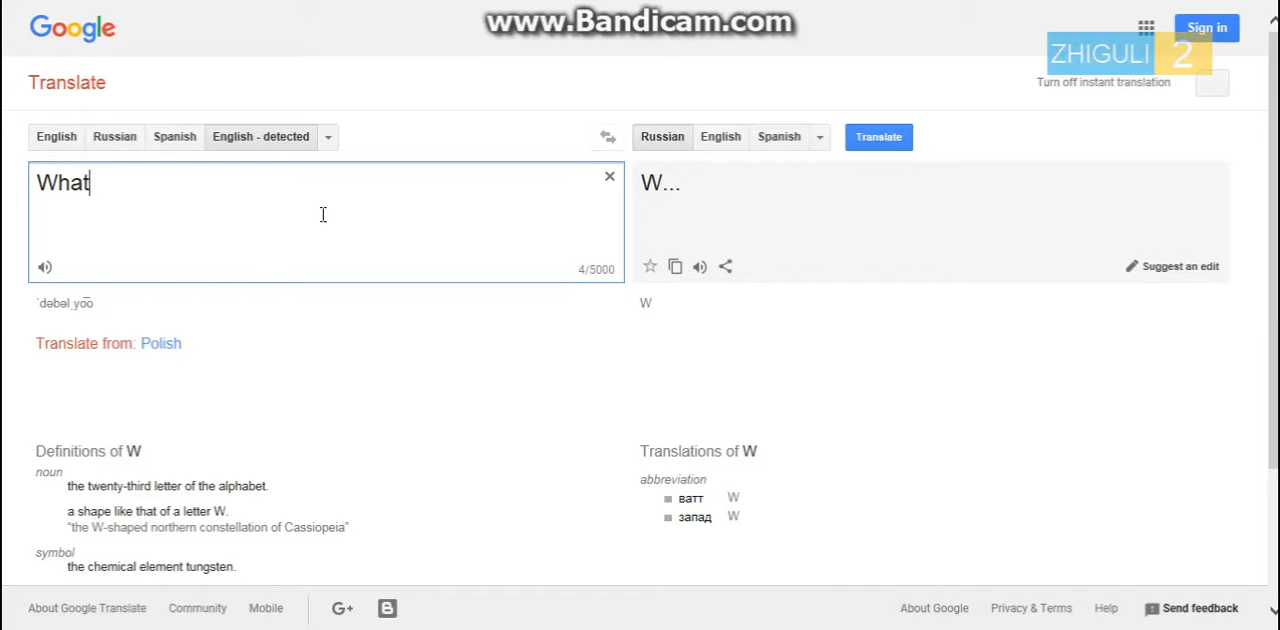 www.Bandicam.com
Google
Sign in
ZHIGULI 2
Translate
Turn off instant translation
English Russian Spanish English - detected
Russian English Spanish Translate
What
W...
4/5000
Suggest an edit
ˈdəbəlˌyo͞o
W
Translate from: Polish
Definitions of W
noun
the twenty-third letter of the alphabet.
a shape like that of a letter W.
"the W-shaped northern constellation of Cassiopeia"
symbol
the chemical element tungsten.
Translations of W
abbreviation
ватт W
запад W
About Google Translate Community Mobile G+ B
About Google Privacy & Terms Help Send feedback